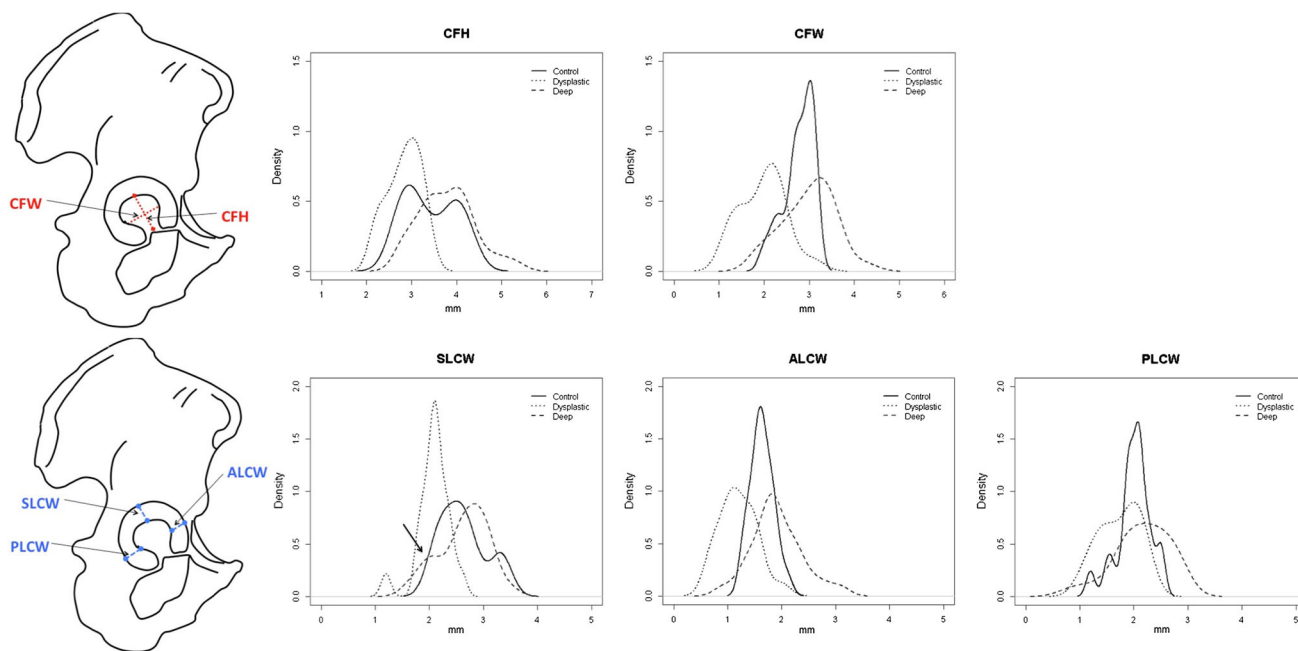 CFW
CFH
CFH
1.5
1.0
0.5
0.0
Density
Control
Dysplastic
Deep
1 2 3 4 5 6 7
mm
CFW
1.5
1.0
0.5
0.0
Density
Control
Dysplastic
Deep
0 1 2 3 4 5 6
mm
ALCW
SLCW
PLCW
SLCW
2.0
1.5
1.0
0.5
0.0
Density
Control
Dysplastic
Deep
0 1 2 3 4 5
mm
ALCW
2.0
1.5
1.0
0.5
0.0
Density
Control
Dysplastic
Deep
0 1 2 3 4 5
mm
PLCW
2.0
1.5
1.0
0.5
0.0
Density
Control
Dysplastic
Deep
0 1 2 3 4 5
mm